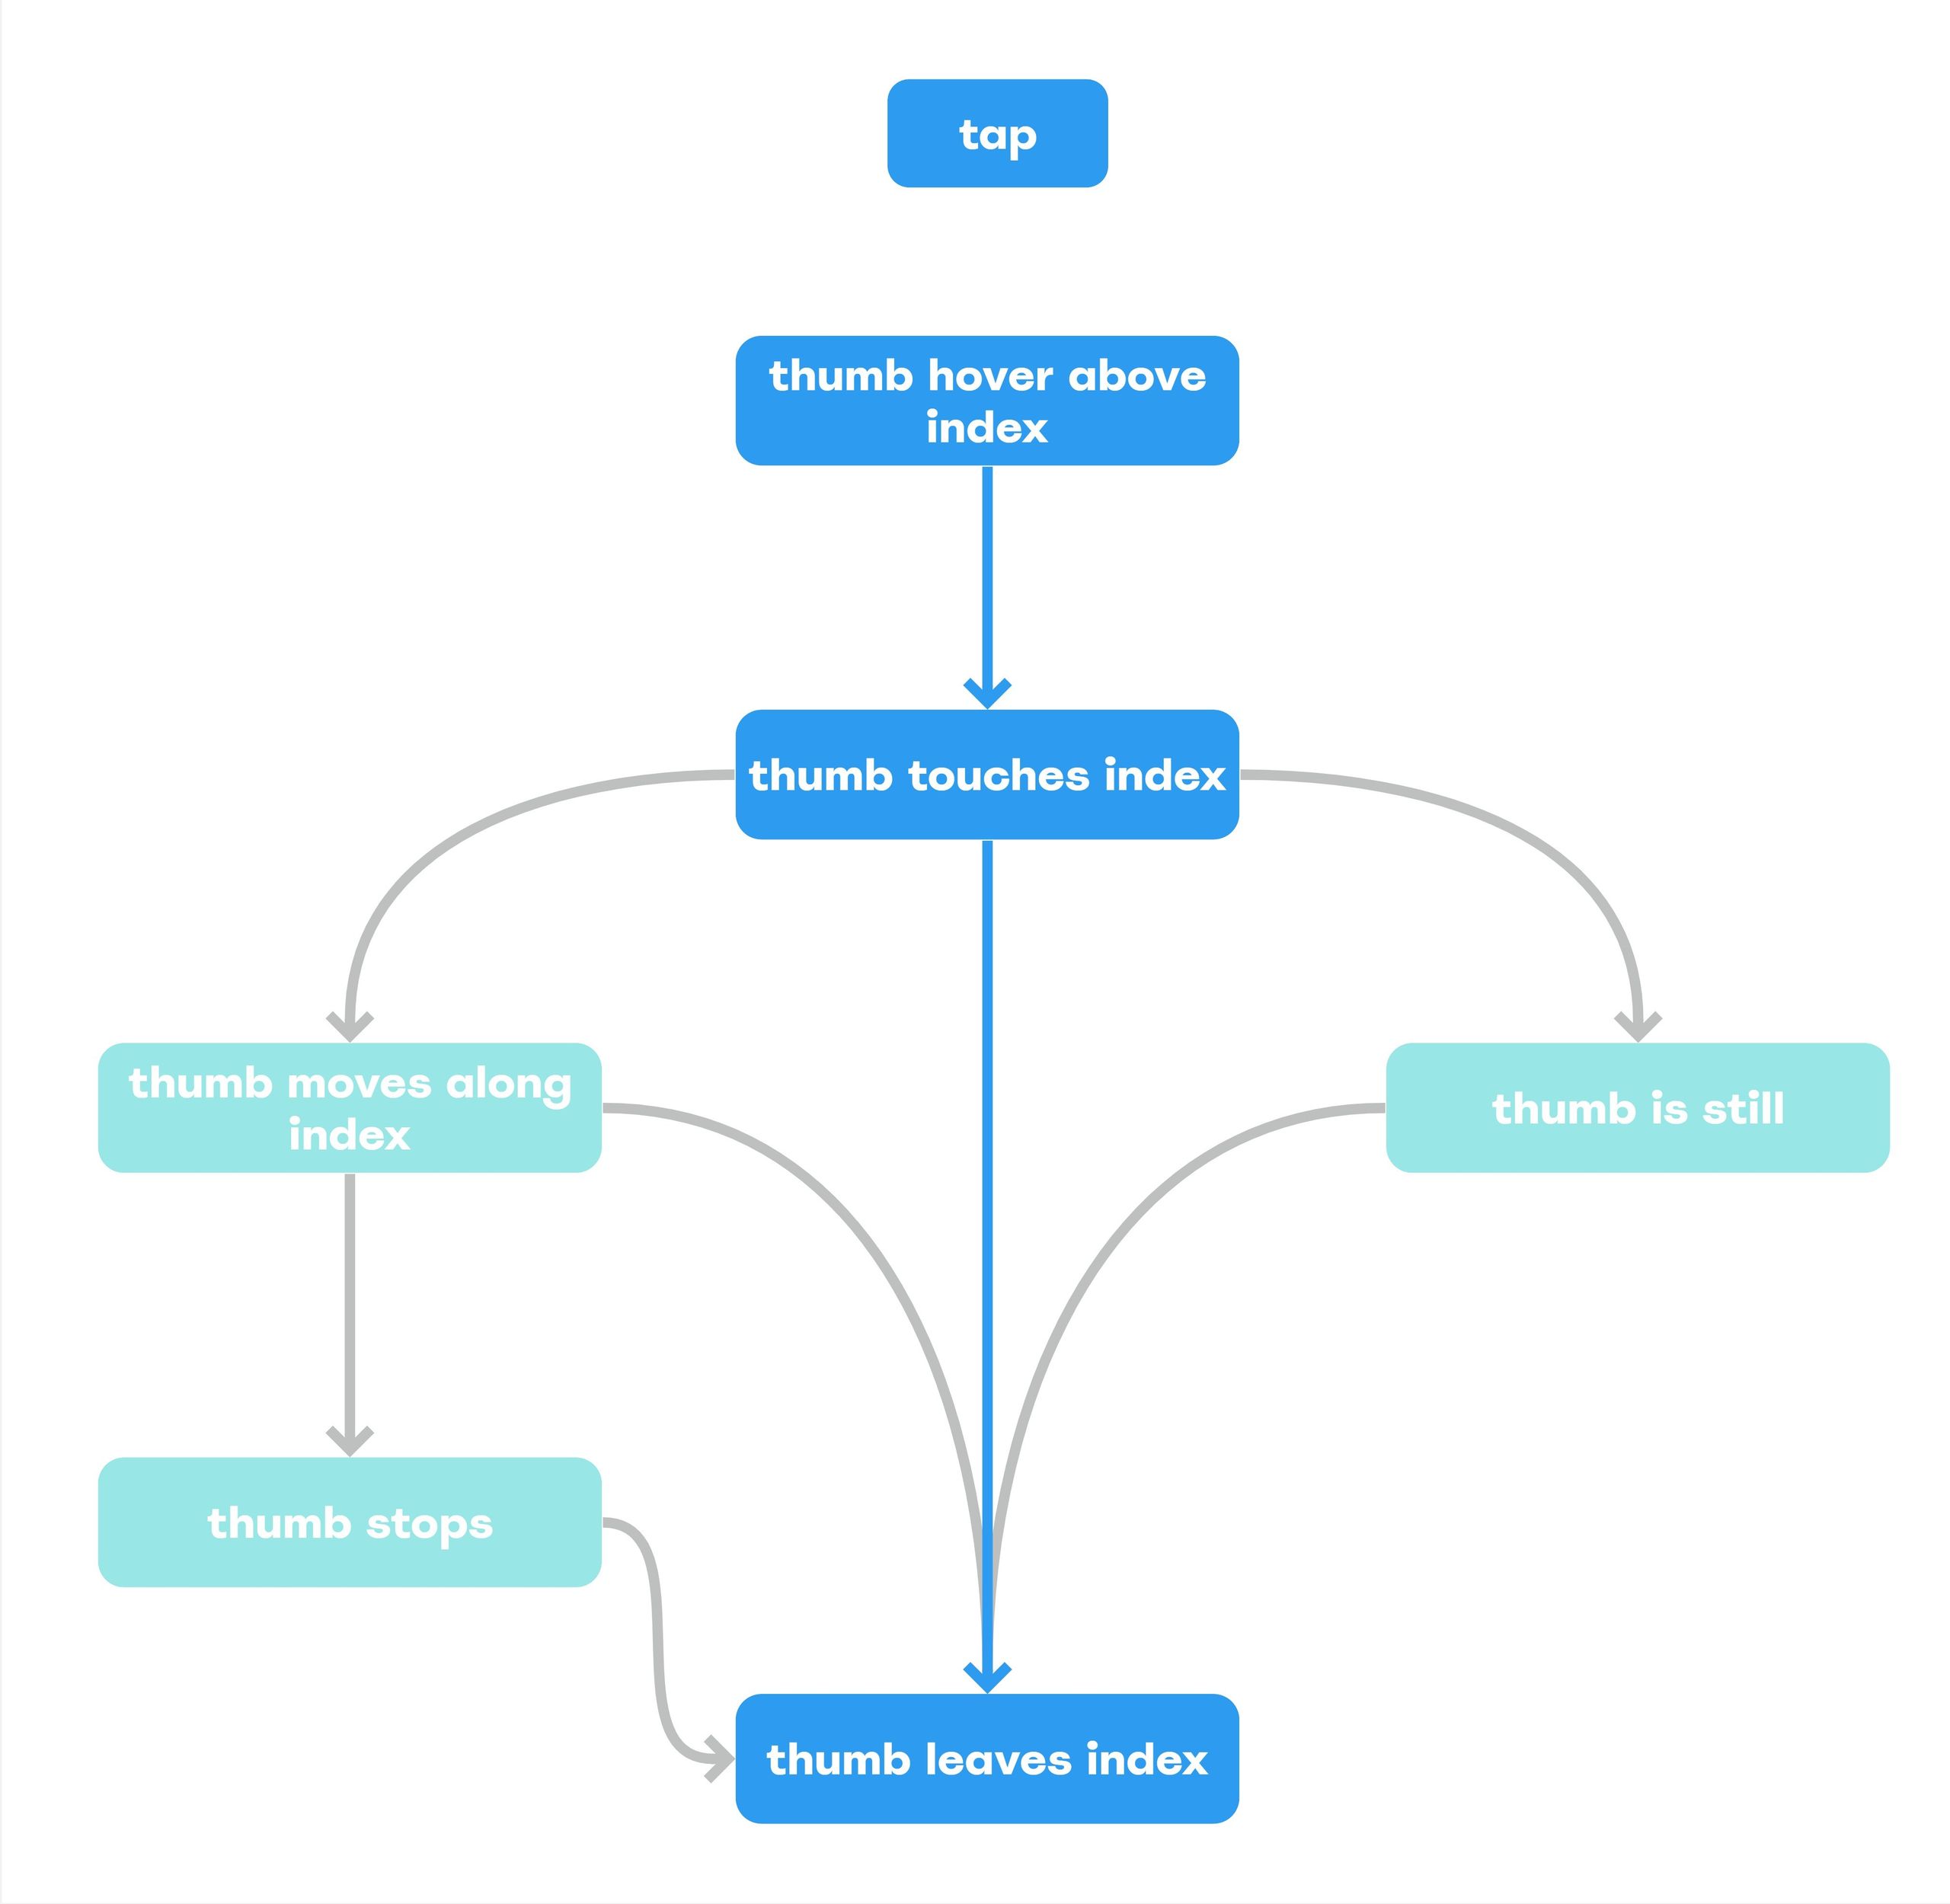 tap
thumb hover above
index
thumb touches index
thumb moves along
index
thumb is still
thumb stops
thumb leaves index